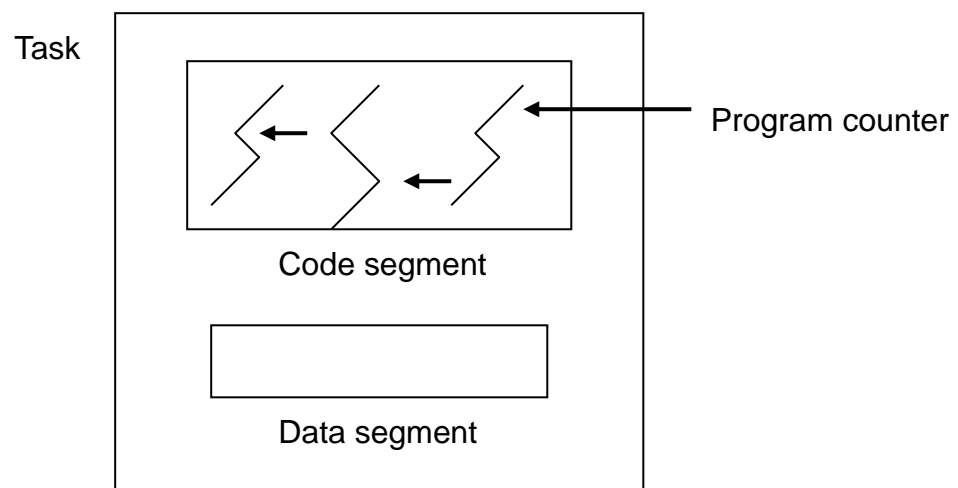 Task
Program counter
Code segment
Data segment